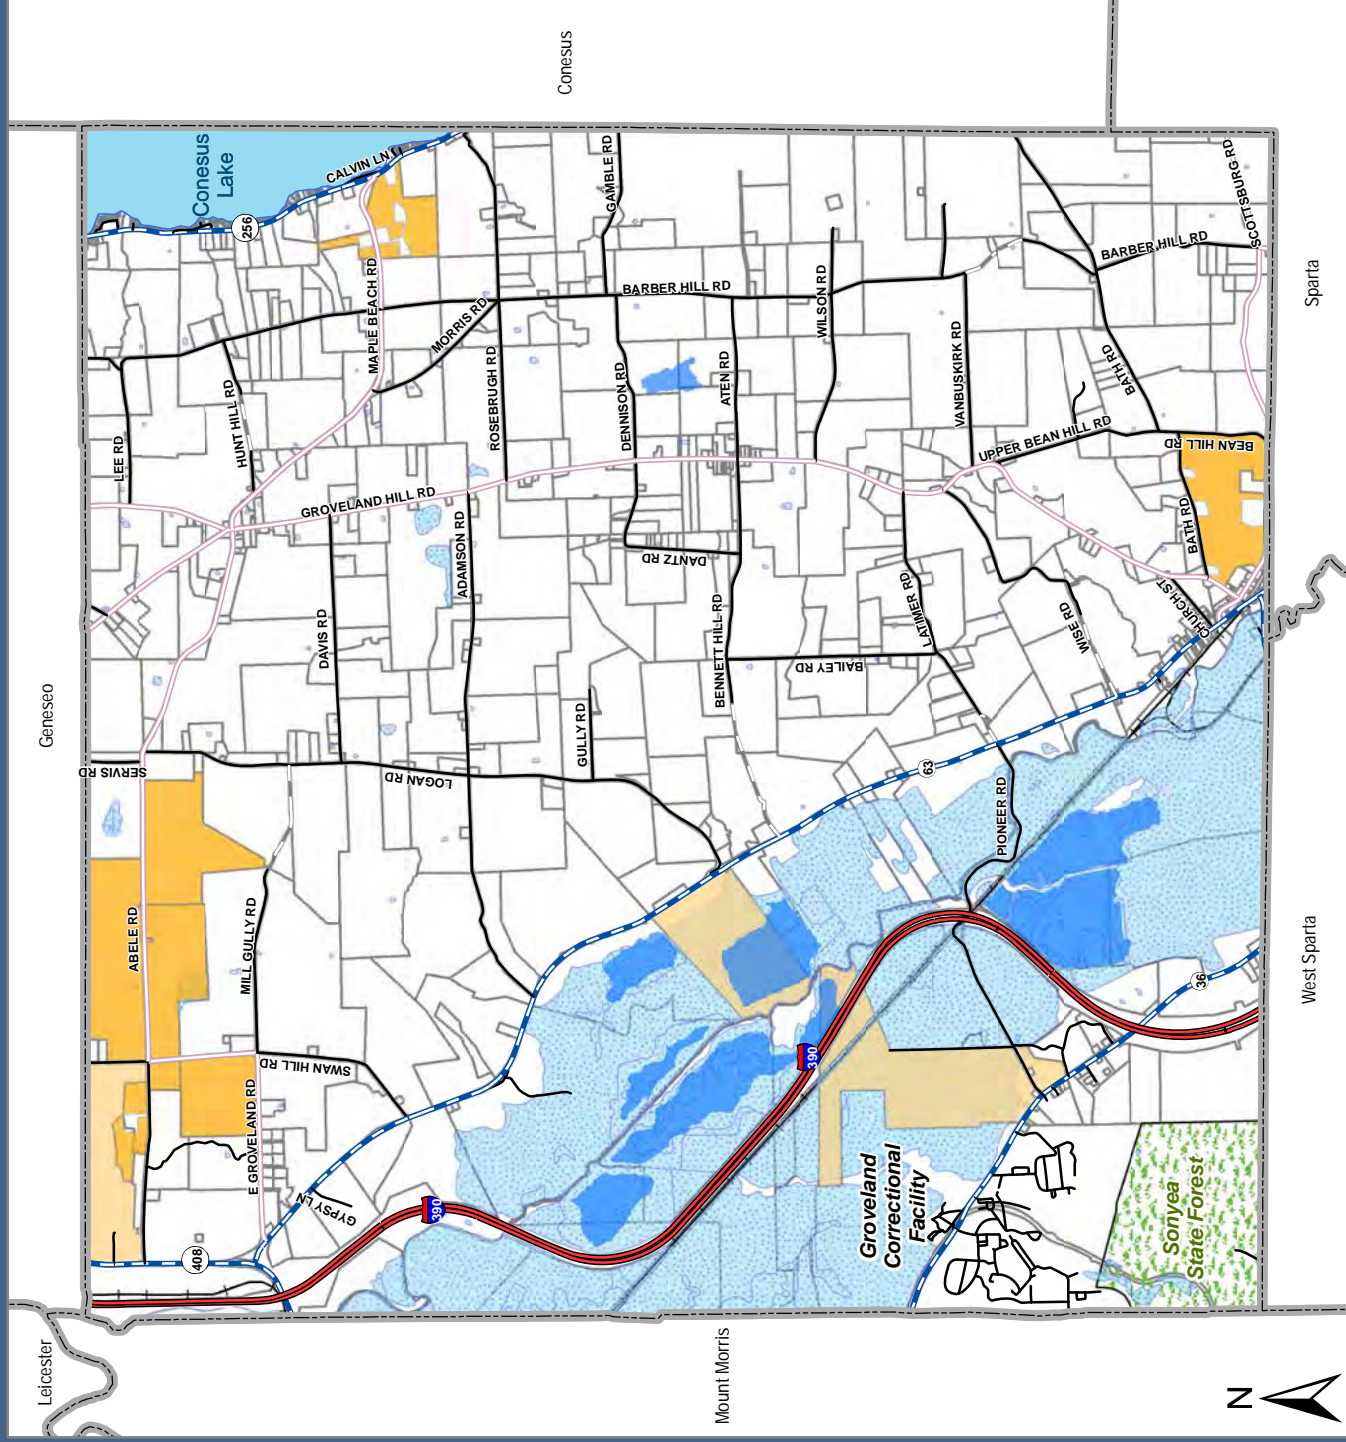 Conesus
Conesus
Lake
256
CALVIN LN
GAMBLE RD
SCOTTSBURG RD
BARBER HILL RD
Sparta
MAPLE BEACH RD
MORRIS RD
BARBER HILL RD
WILSON RD
HUNT HILL RD
LEE RD
ROSEBRUGH RD
DENNISON RD
ATEN RD
VANBUSKIRK RD
BATH RD
UPPER BEAN HILL RD
BEAN HILL RD
GROVELAND HILL RD
ADAMSON RD
DANTZ RD
BATH RD
CHURCH ST
DAVIS RD
BENNETT HILL RD
LATIMER RD
WISE RD
BAILEY RD
Geneseo
SERVIS RD
LOGAN RD
GULLY RD
63
PIONEER RD
ABELE RD
MILL GULLY RD
36
West Sparta
SWAN HILL RD
E GROVELAND RD
390
GYPSY LN
390
408
Groveland
Correctional
Facility
Sonyea
State Forest
Leicester
Mount Morris
N